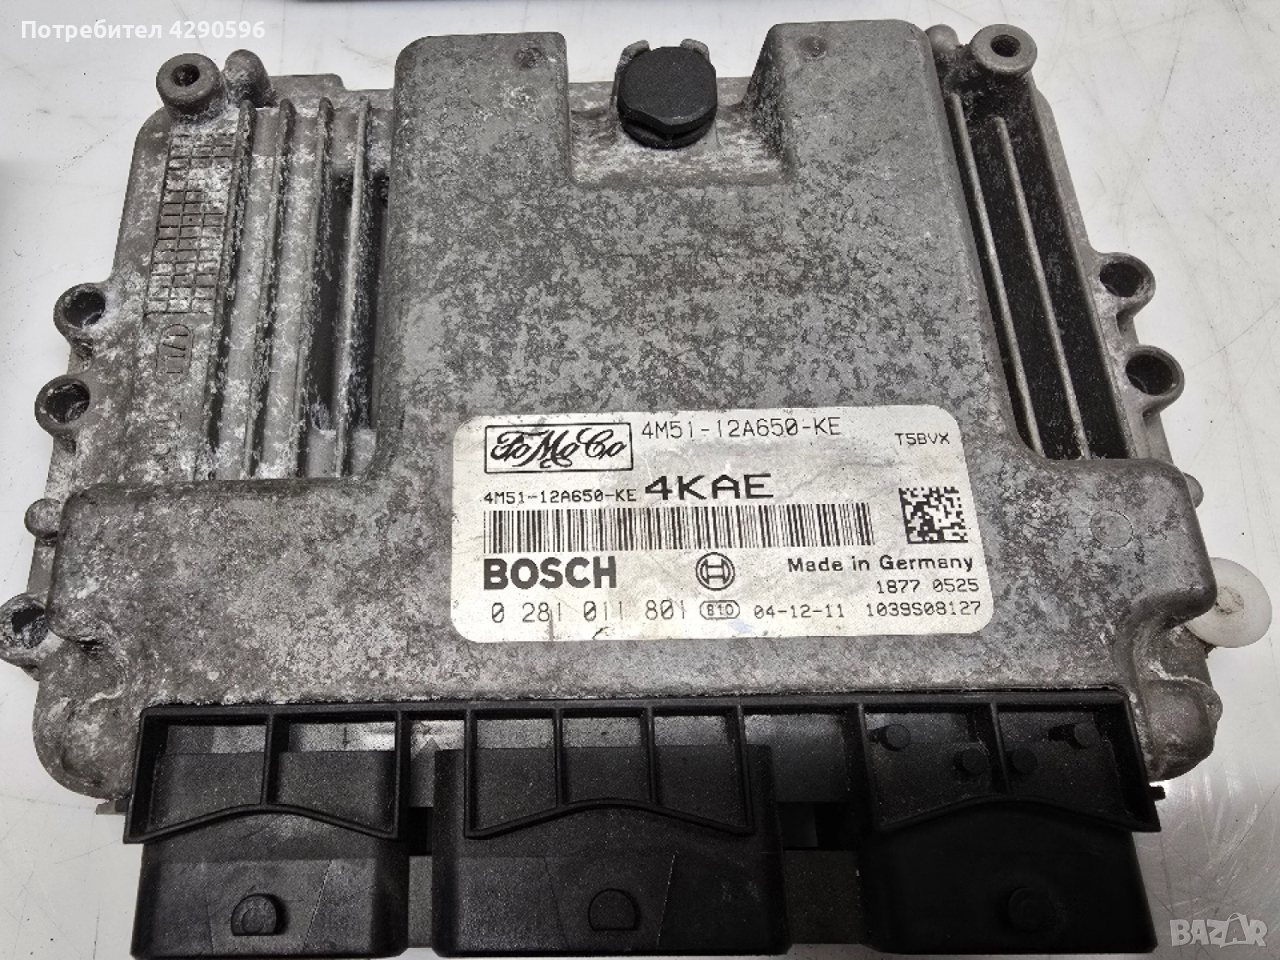 Потребител 4290596
FoMoCo 4M51-12A650-KE T5BVX
4M51-12A650-KE 4KAE
BOSCH Made in Germany
1877 0525
0 281 011 801 B10 04-12-11 1039S08127
BAZAR